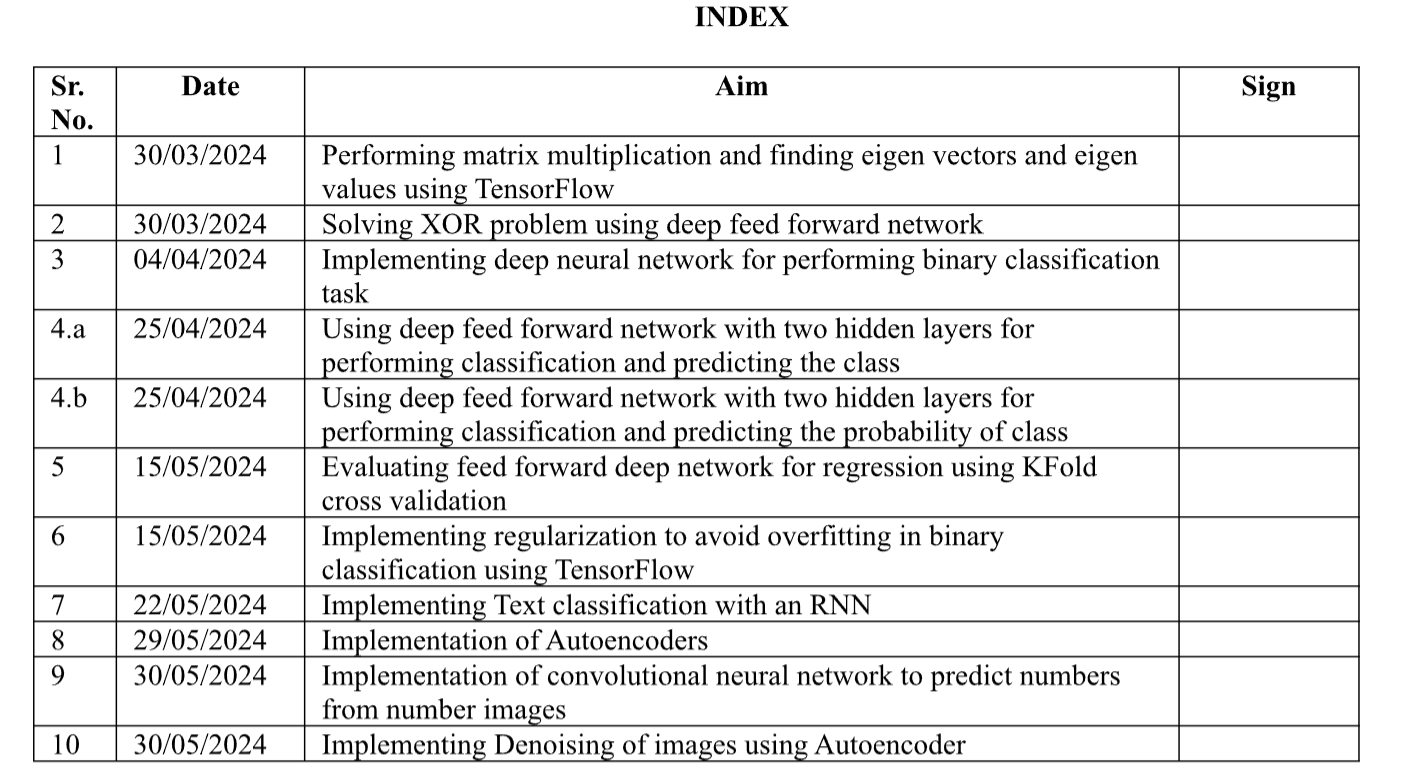 INDEX
Sr. No. Date Aim Sign
1 30/03/2024 Performing matrix multiplication and finding eigen vectors and eigen
values using TensorFlow
2 30/03/2024 Solving XOR problem using deep feed forward network
3 04/04/2024 Implementing deep neural network for performing binary classification
task
4.a 25/04/2024 Using deep feed forward network with two hidden layers for
performing classification and predicting the class
4.b 25/04/2024 Using deep feed forward network with two hidden layers for
performing classification and predicting the probability of class
5 15/05/2024 Evaluating feed forward deep network for regression using KFold
cross validation
6 15/05/2024 Implementing regularization to avoid overfitting in binary
classification using TensorFlow
7 22/05/2024 Implementing Text classification with an RNN
8 29/05/2024 Implementation of Autoencoders
9 30/05/2024 Implementation of convolutional neural network to predict numbers
from number images
10 30/05/2024 Implementing Denoising of images using Autoencoder